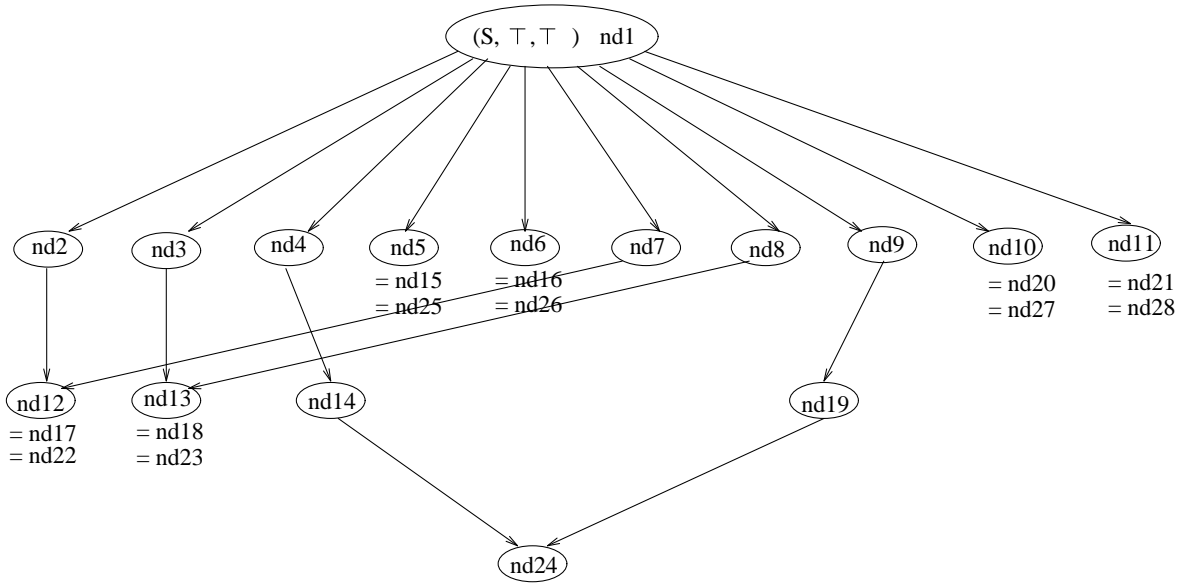 (S, ⊤,⊤ ) nd1
nd2 nd3 nd4 nd5 nd6 nd7 nd8 nd9 nd10 nd11
= nd15 = nd16 = nd20 = nd21
= nd25 = nd26 = nd27 = nd28
nd12 nd13 nd14 nd19
= nd17 = nd18
= nd22 = nd23
nd24